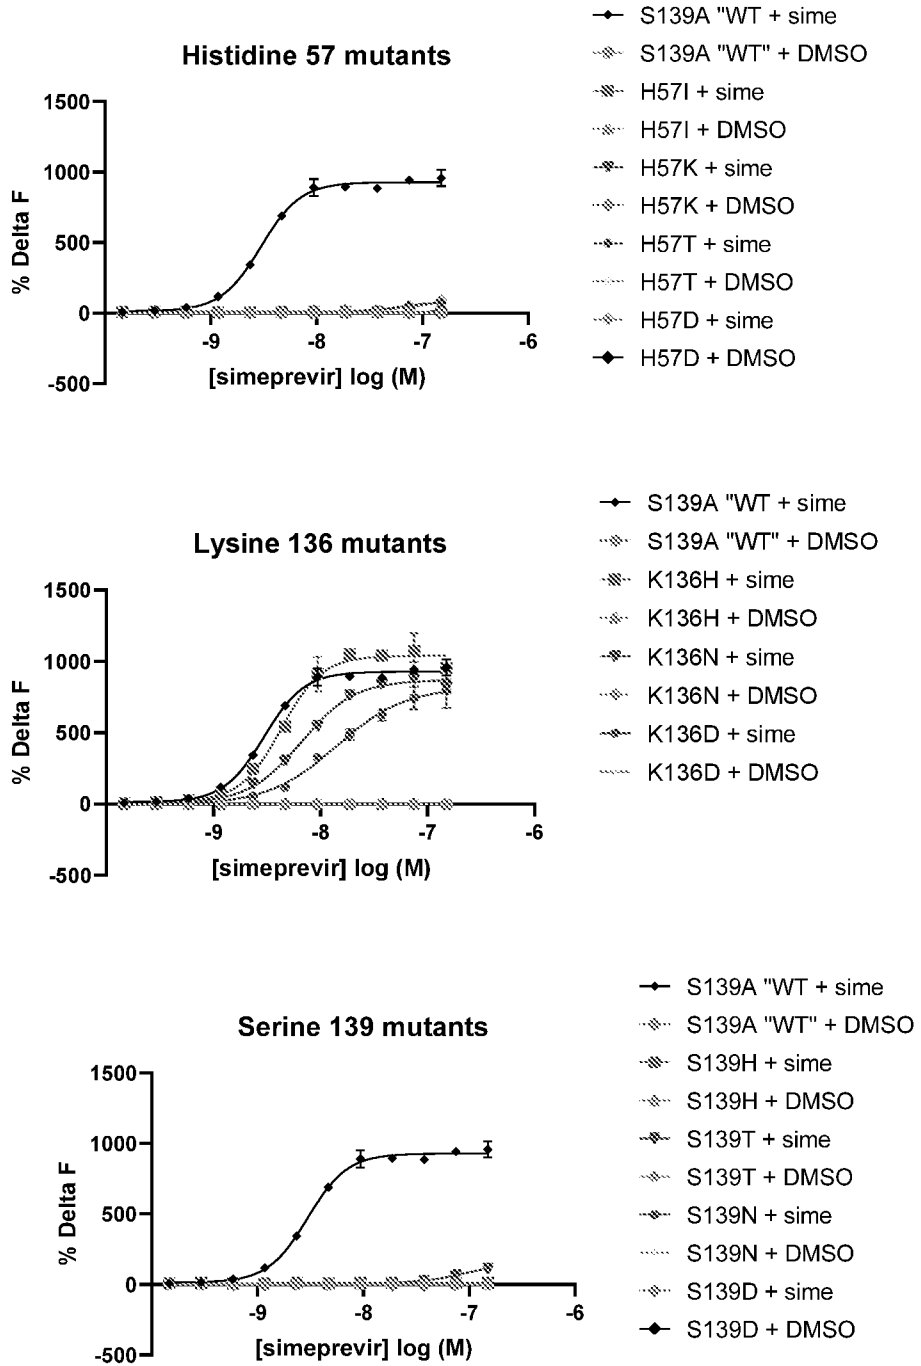 Histidine 57 mutants
% Delta F
1500
1000
500
0
-500
-9
-8
-7
-6
[simeprevir] log (M)
S139A "WT + sime
S139A "WT" + DMSO
H57I + sime
H57I + DMSO
H57K + sime
H57K + DMSO
H57T + sime
H57T + DMSO
H57D + sime
H57D + DMSO
Lysine 136 mutants
% Delta F
1500
1000
500
0
-500
-9
-8
-7
-6
[simeprevir] log (M)
S139A "WT + sime
S139A "WT" + DMSO
K136H + sime
K136H + DMSO
K136N + sime
K136N + DMSO
K136D + sime
K136D + DMSO
Serine 139 mutants
% Delta F
1500
1000
500
0
-500
-9
-8
-7
-6
[simeprevir] log (M)
S139A "WT + sime
S139A "WT" + DMSO
S139H + sime
S139H + DMSO
S139T + sime
S139T + DMSO
S139N + sime
S139N + DMSO
S139D + sime
S139D + DMSO